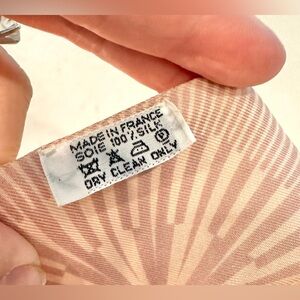 MADE IN FRANCE
SOIE 100% SILK
P
DRY CLEAN ONLY